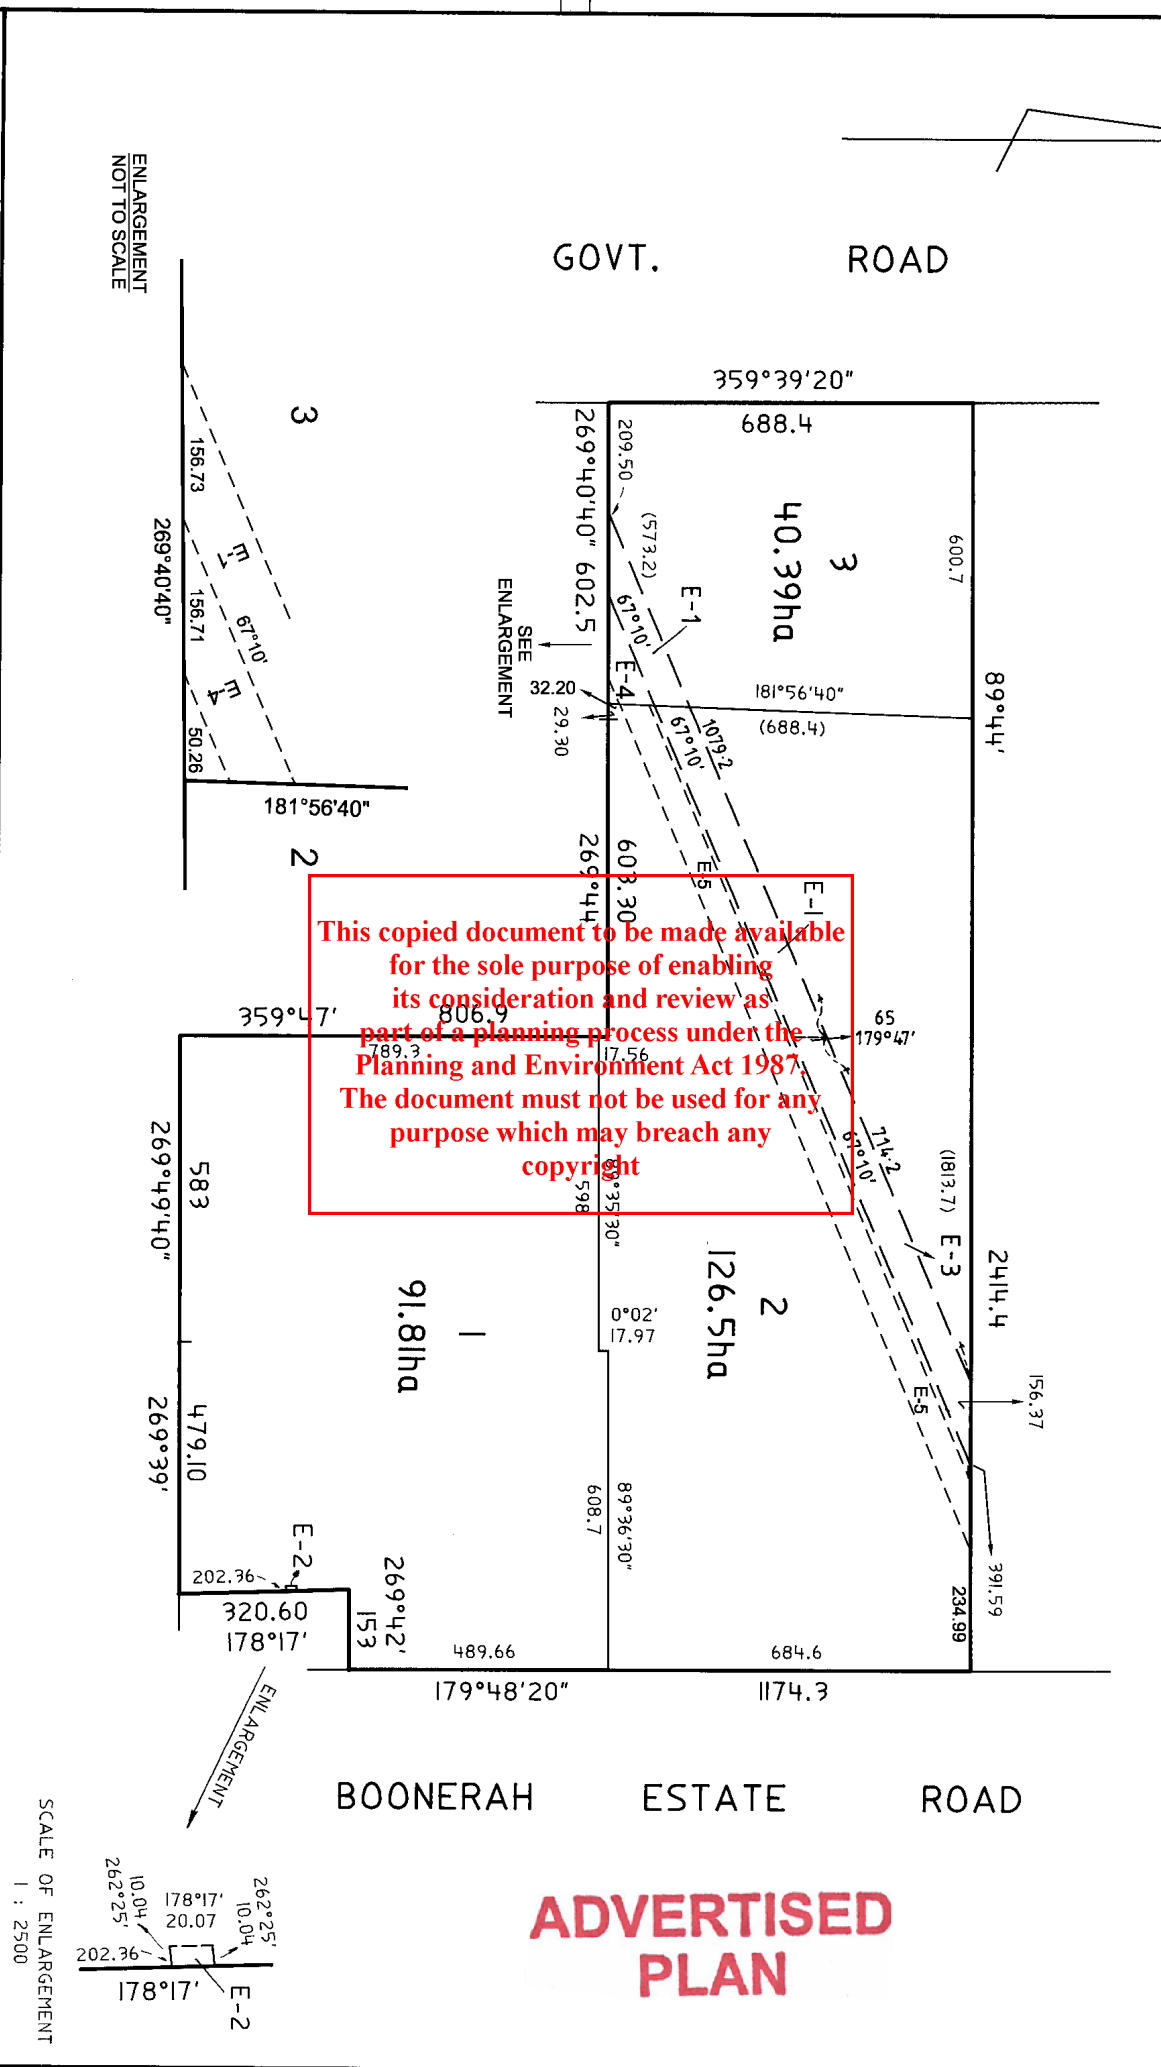 ENLARGEMENT
NOT TO SCALE
GOVT. ROAD
359°39'20"
688.4
269°40'40" 602.5
209.50
(573.2)
3
40.39ha
600.7
E-1
67°10'
E-4
SEE
ENLARGEMENT
32.20
29.30
181°56'40"
(688.4)
89°44'
1079.2
67°10'
3
156.73
E-1
269°40'40"
156.71
67°10'
E-4
50.26
181°56'40"
2
603.30
269°44'
E-5
E-1
This copied document to be made available
for the sole purpose of enabling
its consideration and review as
part of a planning process under the
Planning and Environment Act 1987.
The document must not be used for any
purpose which may breach any
copyright
359°47'
806.9
789.3
17.56
65
179°47'
714.2
67°10'
(1813.7)
E-3
2414.4
583
269°49'40"
89°35'30"
598
0°02'
17.97
2
126.5ha
1
91.81ha
E-5
156.37
391.59
234.99
479.10
269°39'
89°36'30"
608.7
E-2
202.36
320.60
178°17'
269°42'
153
489.66
684.6
179°48'20"
1174.3
ENLARGEMENT
BOONERAH ESTATE ROAD
SCALE OF ENLARGEMENT
1 : 2500
262°25'
10.04
178°17'
20.07
262°25'
10.04
202.36
178°17'
E-2
ADVERTISED
PLAN